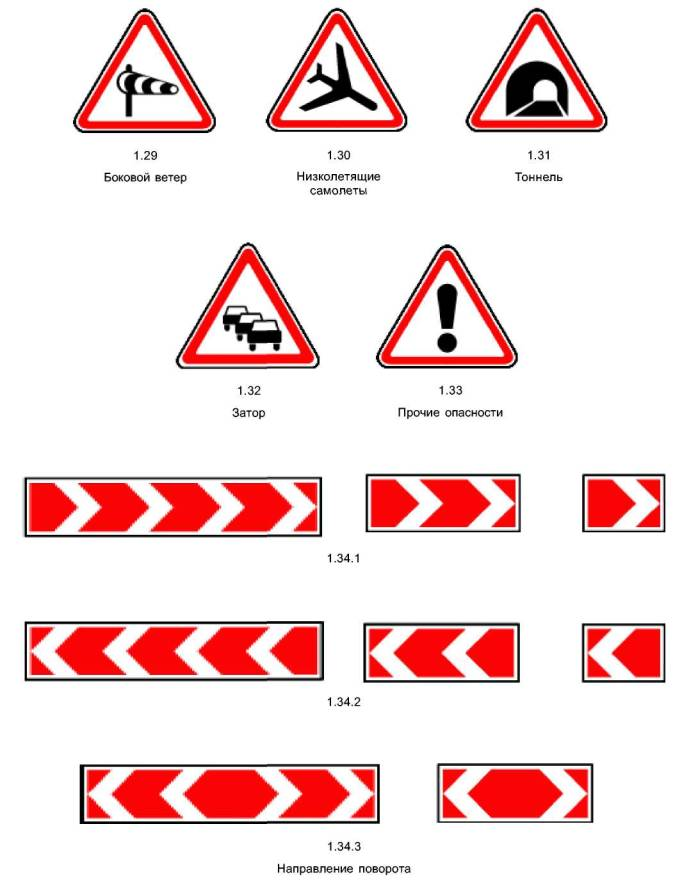 1.29
Боковой ветер
1.30
Низколетящие
самолеты
1.31
Тоннель
1.32
Затор
1.33
Прочие опасности
1.34.1
1.34.2
1.34.3
Направление поворота